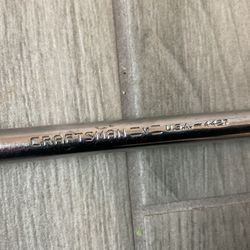 CRAFTSMAN =V= U.S.A.